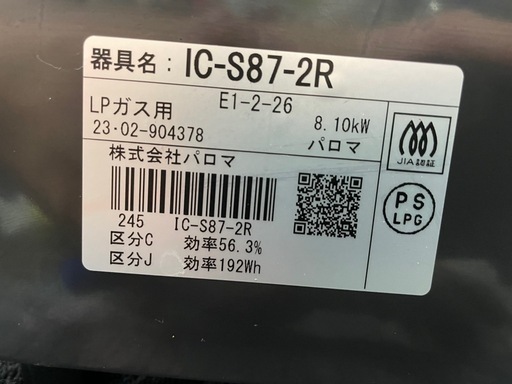 器具名：IC-S87-2R
LPガス用 E1-2-26 8.10kW
23・02-904378 パロマ
株式会社パロマ
245 IC-S87-2R
区分C 効率56.3%
区分J 効率192Wh
JIA認証
PS
LPG